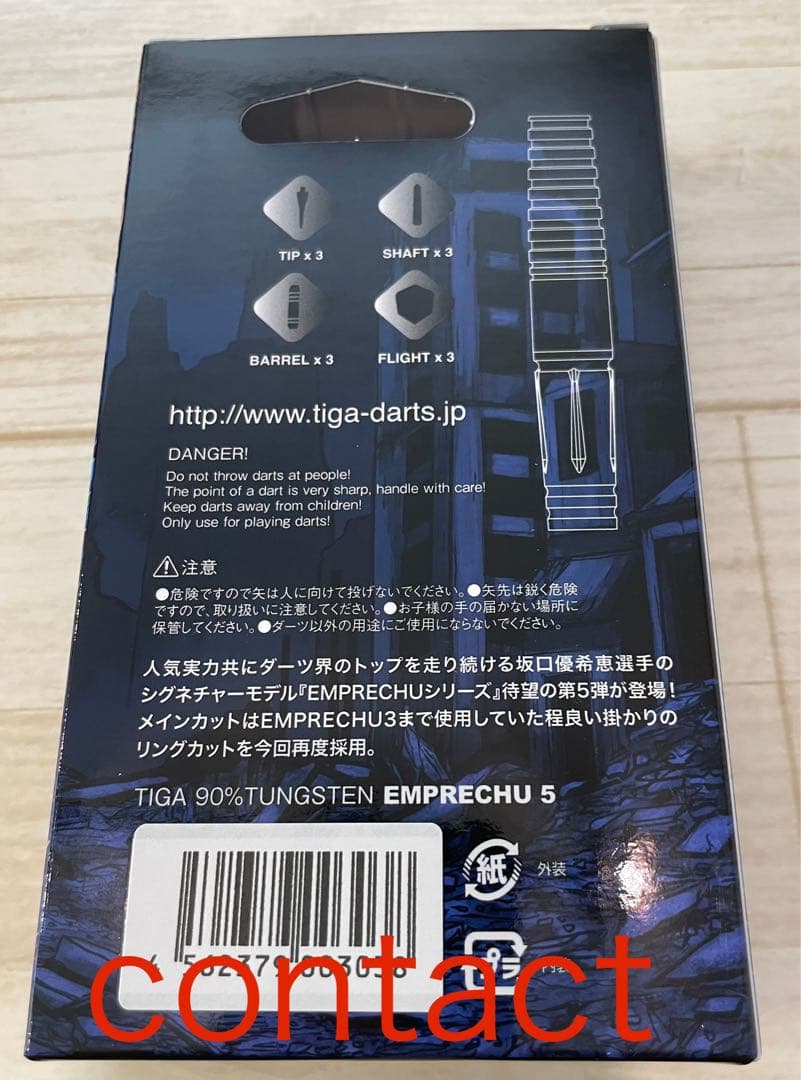 TIP x 3
SHAFT x 3
BARREL x 3
FLIGHT x 3
http://www.tiga-darts.jp
DANGER!
Do not throw darts at people!
The point of a dart is very sharp, handle with care!
Keep darts away from children!
Only use for playing darts!
注意
●危険ですので矢は人に向けて投げないでください。●矢先は鋭く危険
ですので、取り扱いに注意してください。●お子様の手の届かない場所に
保管してください。●ダーツ以外の用途にご使用にならないでください。
人気実力共にダーツ界のトップを走り続ける坂口優希恵選手の
シグネチャーモデル『EMPRECHUシリーズ』待望の第5弾が登場!
メインカットはEMPRECHU3まで使用していた程良い掛かりの
リングカットを今回再度採用。
TIGA 90%TUNGSTEN EMPRECHU 5
紙 外装
プラ
contact